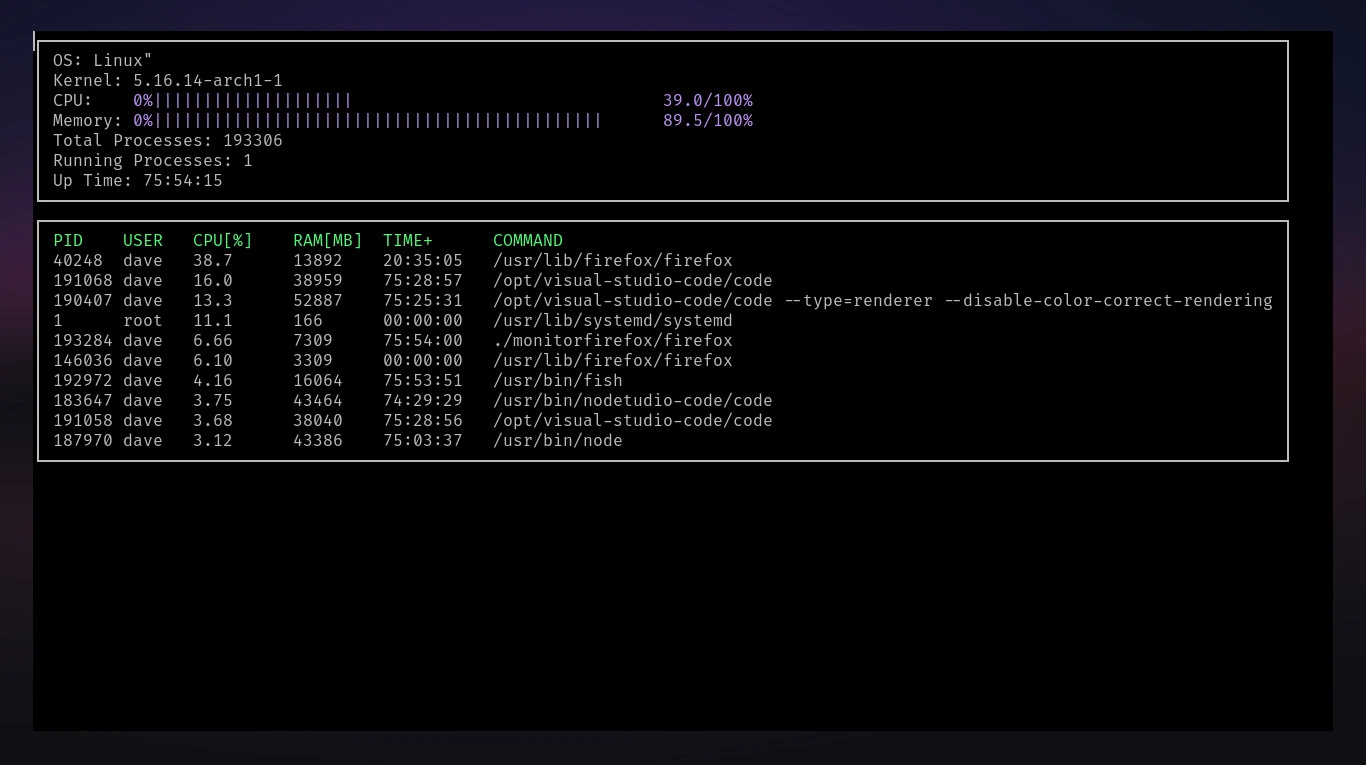 OS: Linux"
Kernel: 5.16.14-arch1-1
CPU:    0%||||||||||||||||||||                               39.0/100%
Memory: 0%|||||||||||||||||||||||||||||||||||||||||||||      89.5/100%
Total Processes: 193306
Running Processes: 1
Up Time: 75:54:15
PID    USER   CPU[%]    RAM[MB]  TIME+      COMMAND
40248  dave   38.7      13892    20:35:05   /usr/lib/firefox/firefox
191068 dave   16.0      38959    75:28:57   /opt/visual-studio-code/code
190407 dave   13.3      52887    75:25:31   /opt/visual-studio-code/code --type=renderer --disable-color-correct-rendering
1      root   11.1      166      00:00:00   /usr/lib/systemd/systemd
193284 dave   6.66      7309     75:54:00   ./monitorfirefox/firefox
146036 dave   6.10      3309     00:00:00   /usr/lib/firefox/firefox
192972 dave   4.16      16064    75:53:51   /usr/bin/fish
183647 dave   3.75      43464    74:29:29   /usr/bin/nodetudio-code/code
191058 dave   3.68      38040    75:28:56   /opt/visual-studio-code/code
187970 dave   3.12      43386    75:03:37   /usr/bin/node